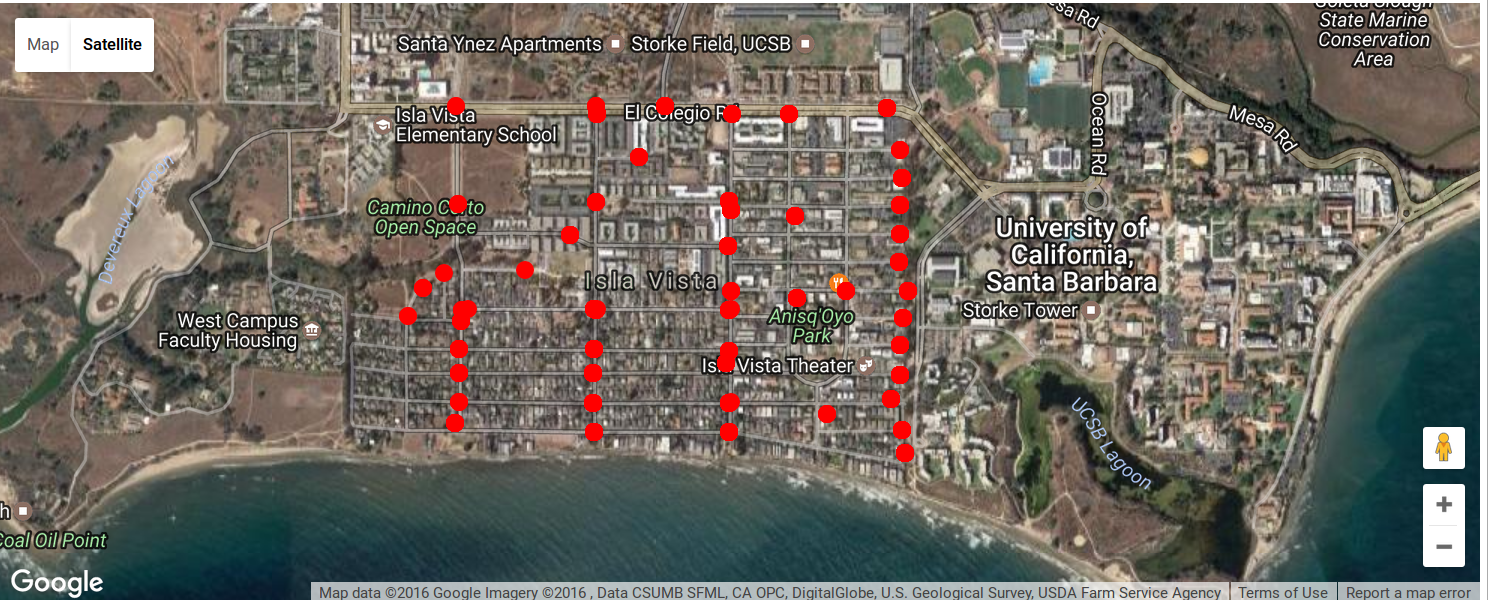 Map
Satellite
Santa Ynez Apartments
Storke Field, UCSB
Mesa Rd
State Marine
Conservation
Area
Isla Vista
Elementary School
El Colegio Rd
Ocean Rd
Mesa Rd
Devereux Lagoon
Camino Corto
Open Space
University of
California,
Santa Barbara
Isla Vista
Storke Tower
Anisq'Oyo
Park
West Campus
Faculty Housing
Isla Vista Theater
UCSB Lagoon
h
Coal Oil Point
+
−
Google
Map data ©2016 Google Imagery ©2016 , Data CSUMB SFML, CA OPC, DigitalGlobe, U.S. Geological Survey, USDA Farm Service Agency
Terms of Use
Report a map error